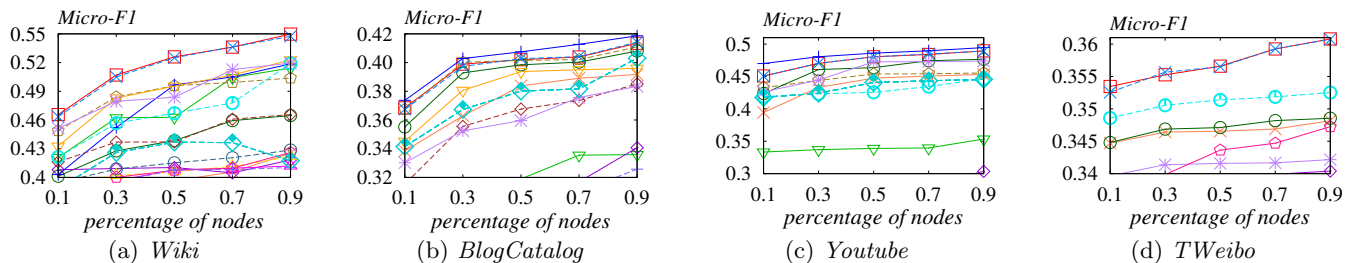 Micro-F1
0.55
0.52
0.49
0.46
0.43
0.4
0.1 0.3 0.5 0.7 0.9
percentage of nodes
(a) Wiki
Micro-F1
0.42
0.40
0.38
0.36
0.34
0.32
0.1 0.3 0.5 0.7 0.9
percentage of nodes
(b) BlogCatalog
Micro-F1
0.5
0.45
0.4
0.35
0.3
0.1 0.3 0.5 0.7 0.9
percentage of nodes
(c) Youtube
Micro-F1
0.36
0.355
0.35
0.345
0.34
0.1 0.3 0.5 0.7 0.9
percentage of nodes
(d) TWeibo